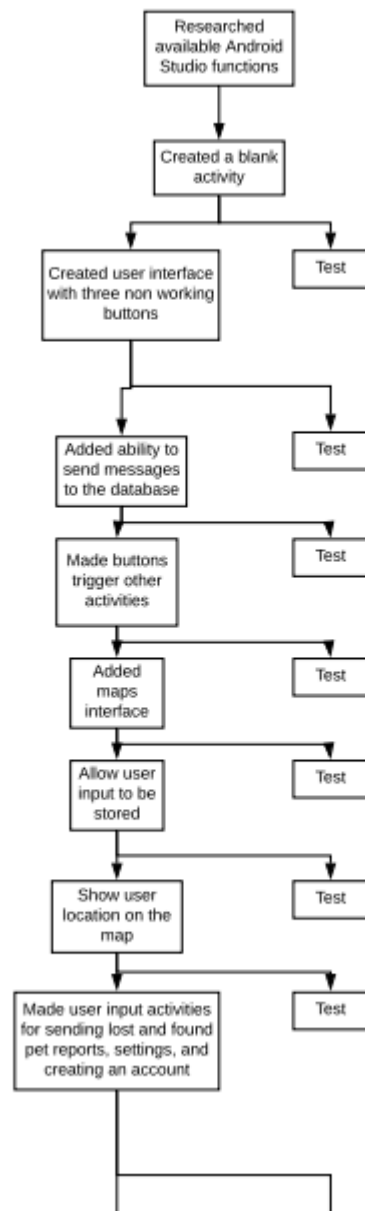 Researched
available Android
Studio functions
Created a blank
activity
Created user interface
with three non working
buttons
Test
Added ability to
send messages
to the database
Test
Made buttons
trigger other
activities
Test
Added
maps
interface
Test
Allow user
input to be
stored
Test
Show user
location on the
map
Test
Made user input activities
for sending lost and found
pet reports, settings, and
creating an account
Test